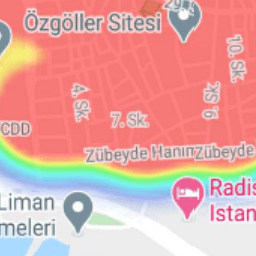 Özgöller Sitesi
10. Sk.
4. Sk.
9. Sk.
7. Sk.
CDD
Zübeyde Hanım Zübeyde
Liman
meleri
Radis
Istan